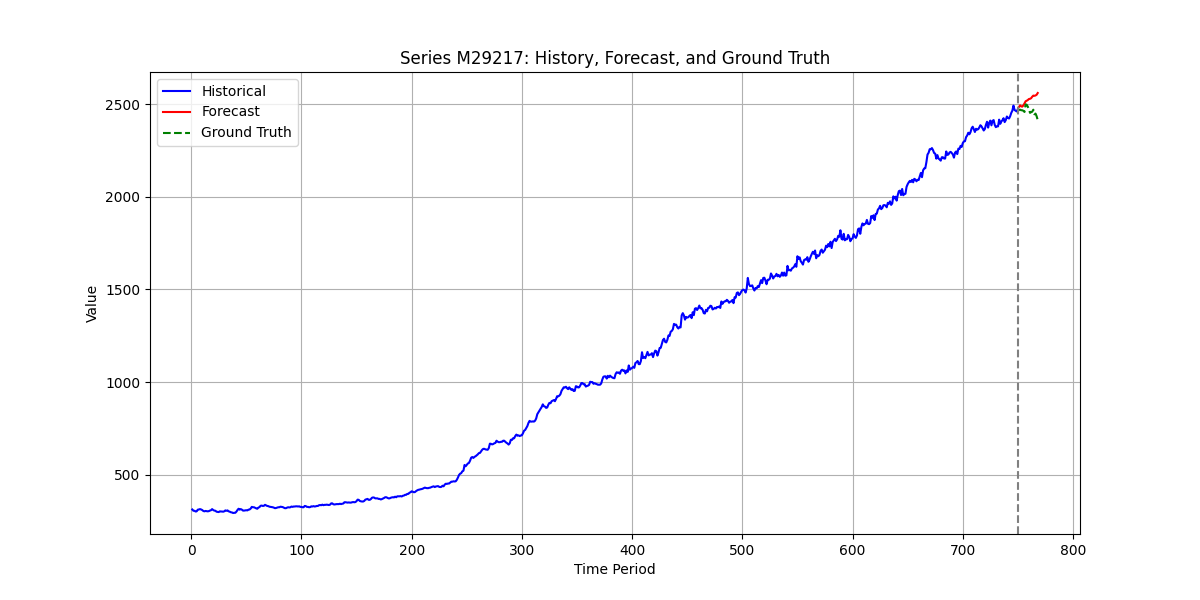 Series M29217: History, Forecast, and Ground Truth
Historical
Forecast
Ground Truth
2500
2000
1500
1000
500
Value
0 100 200 300 400 500 600 700 800
Time Period